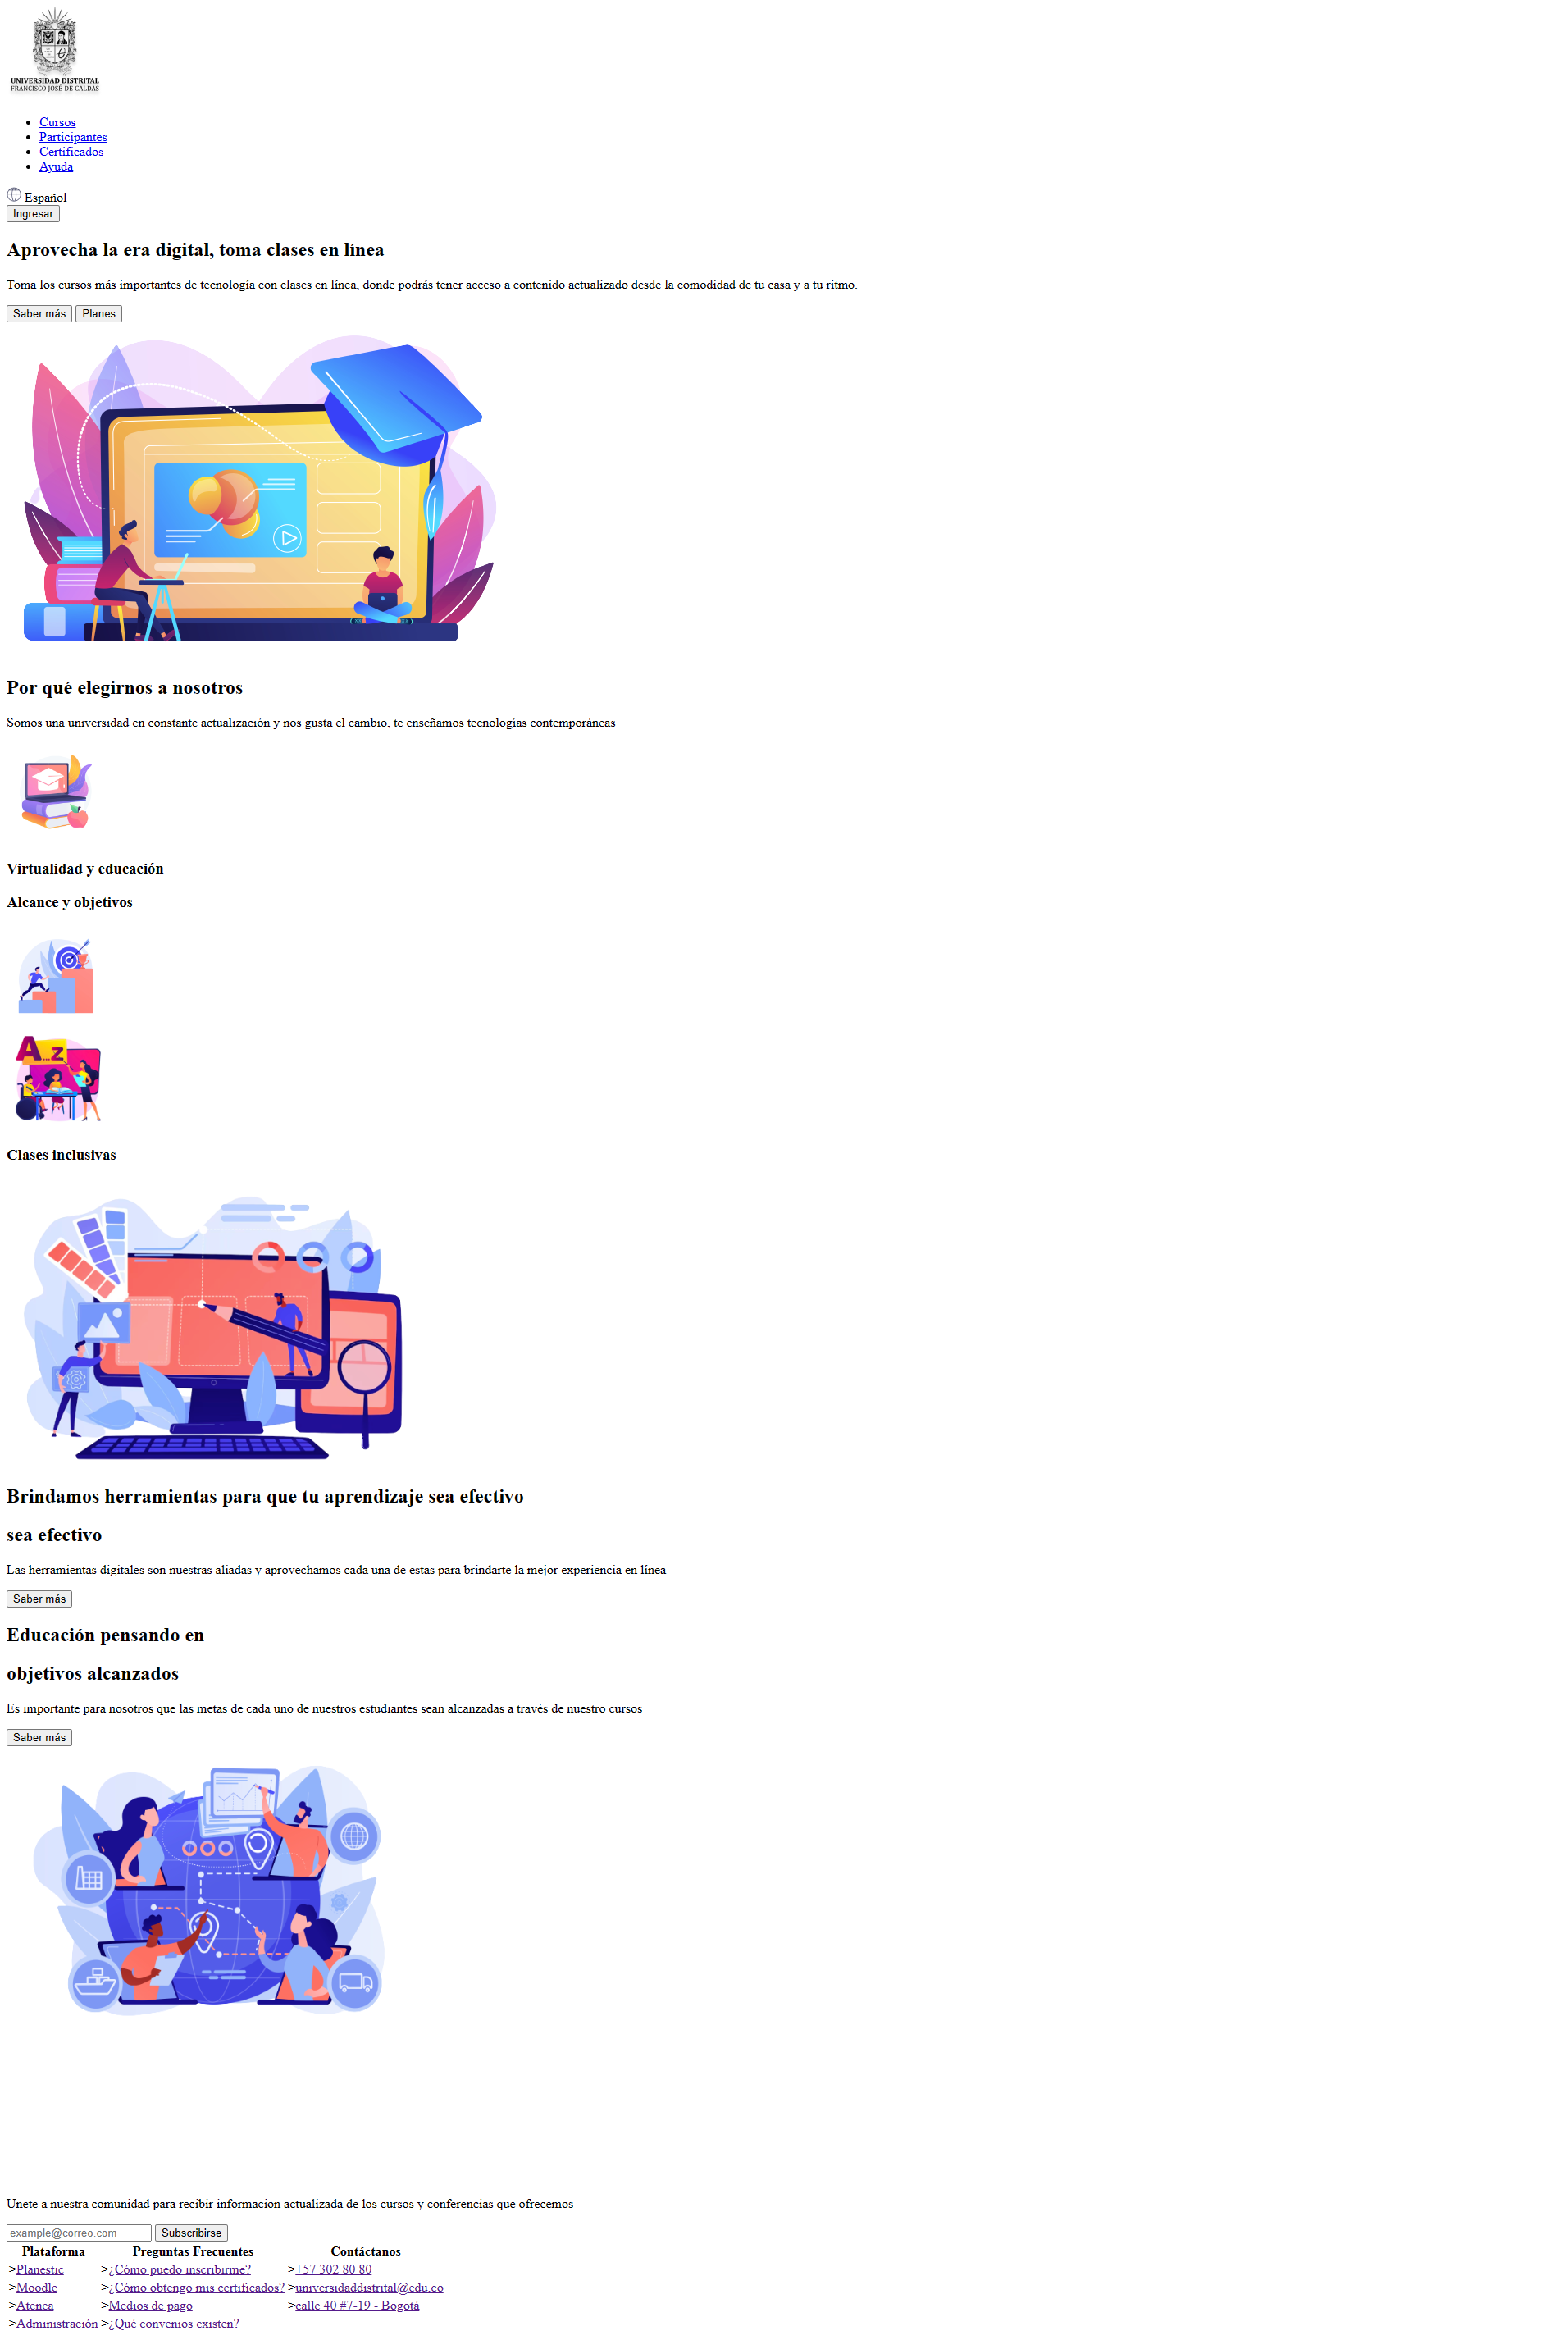 UNIVERSIDAD DISTRITAL
FRANCISCO JOSÉ DE CALDAS
Cursos
Participantes
Certificados
Ayuda
Español
Ingresar
Aprovecha la era digital, toma clases en línea
Toma los cursos más importantes de tecnología con clases en línea, donde podrás tener acceso a contenido actualizado desde la comodidad de tu casa y a tu ritmo.
Saber más Planes
Por qué elegirnos a nosotros
Somos una universidad en constante actualización y nos gusta el cambio, te enseñamos tecnologías contemporáneas
Virtualidad y educación
Alcance y objetivos
A...z
Clases inclusivas
Brindamos herramientas para que tu aprendizaje sea efectivo
sea efectivo
Las herramientas digitales son nuestras aliadas y aprovechamos cada una de estas para brindarte la mejor experiencia en línea
Saber más
Educación pensando en
objetivos alcanzados
Es importante para nosotros que las metas de cada uno de nuestros estudiantes sean alcanzadas a través de nuestro cursos
Saber más
Unete a nuestra comunidad para recibir informacion actualizada de los cursos y conferencias que ofrecemos
example@correo.com Subscribirse
Plataforma Preguntas Frecuentes Contáctanos
>Planestic >¿Cómo puedo inscribirme? >+57 302 80 80
>Moodle >¿Cómo obtengo mis certificados? >universidaddistrital@edu.co
>Atenea >Medios de pago >calle 40 #7-19 - Bogotá
>Administración >¿Qué convenios existen?